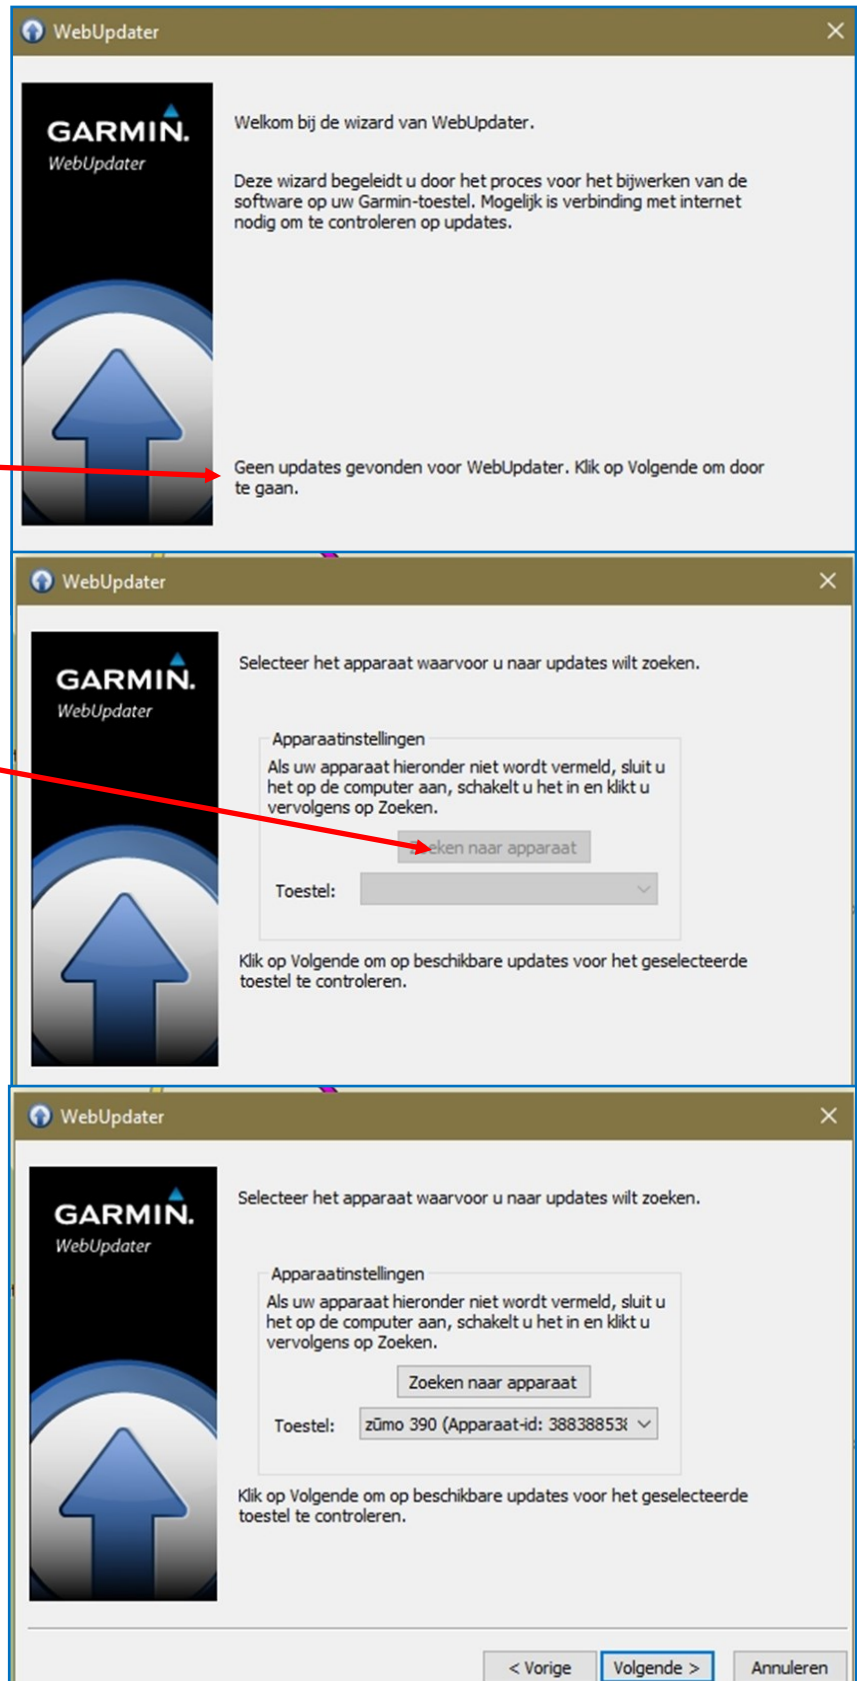 WebUpdater
GARMIN.
WebUpdater
Welkom bij de wizard van WebUpdater.
Deze wizard begeleidt u door het proces voor het bijwerken van de
software op uw Garmin-toestel. Mogelijk is verbinding met internet
nodig om te controleren op updates.
Geen updates gevonden voor WebUpdater. Klik op Volgende om door
te gaan.
WebUpdater
GARMIN.
WebUpdater
Selecteer het apparaat waarvoor u naar updates wilt zoeken.
Apparaatinstellingen
Als uw apparaat hieronder niet wordt vermeld, sluit u
het op de computer aan, schakelt u het in en klikt u
vervolgens op Zoeken.
Zoeken naar apparaat
Toestel:
Klik op Volgende om op beschikbare updates voor het geselecteerde
toestel te controleren.
WebUpdater
GARMIN.
WebUpdater
Selecteer het apparaat waarvoor u naar updates wilt zoeken.
Apparaatinstellingen
Als uw apparaat hieronder niet wordt vermeld, sluit u
het op de computer aan, schakelt u het in en klikt u
vervolgens op Zoeken.
Zoeken naar apparaat
Toestel: zūmo 390 (Apparaat-id: 38838853
Klik op Volgende om op beschikbare updates voor het geselecteerde
toestel te controleren.
< Vorige Volgende > Annuleren